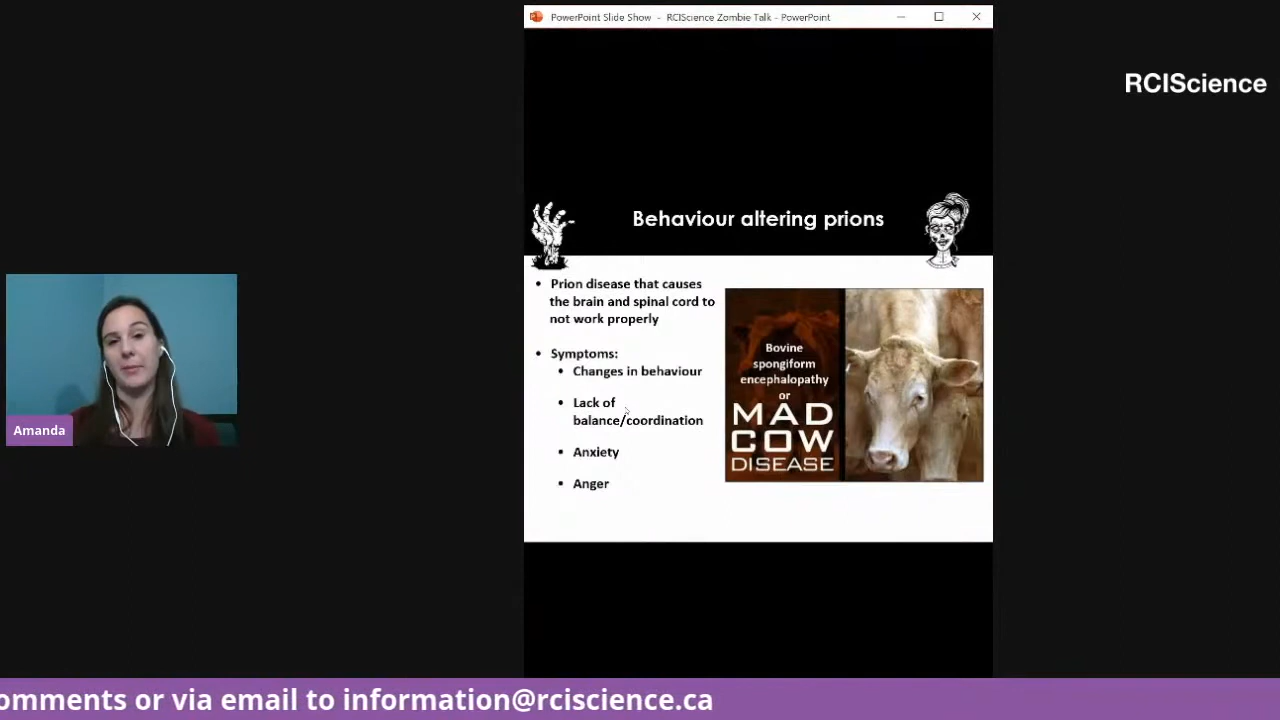 PowerPoint Slide Show - RCIScience Zombie Talk - PowerPoint
RCIScience
Behaviour altering prions
• Prion disease that causes
the brain and spinal cord to
not work properly
• Symptoms:
• Changes in behaviour
• Lack of
balance/coordination
• Anxiety
• Anger
Bovine
spongiform
encephalopathy
or
MAD
COW
DISEASE
Amanda
omments or via email to information@rciscience.ca